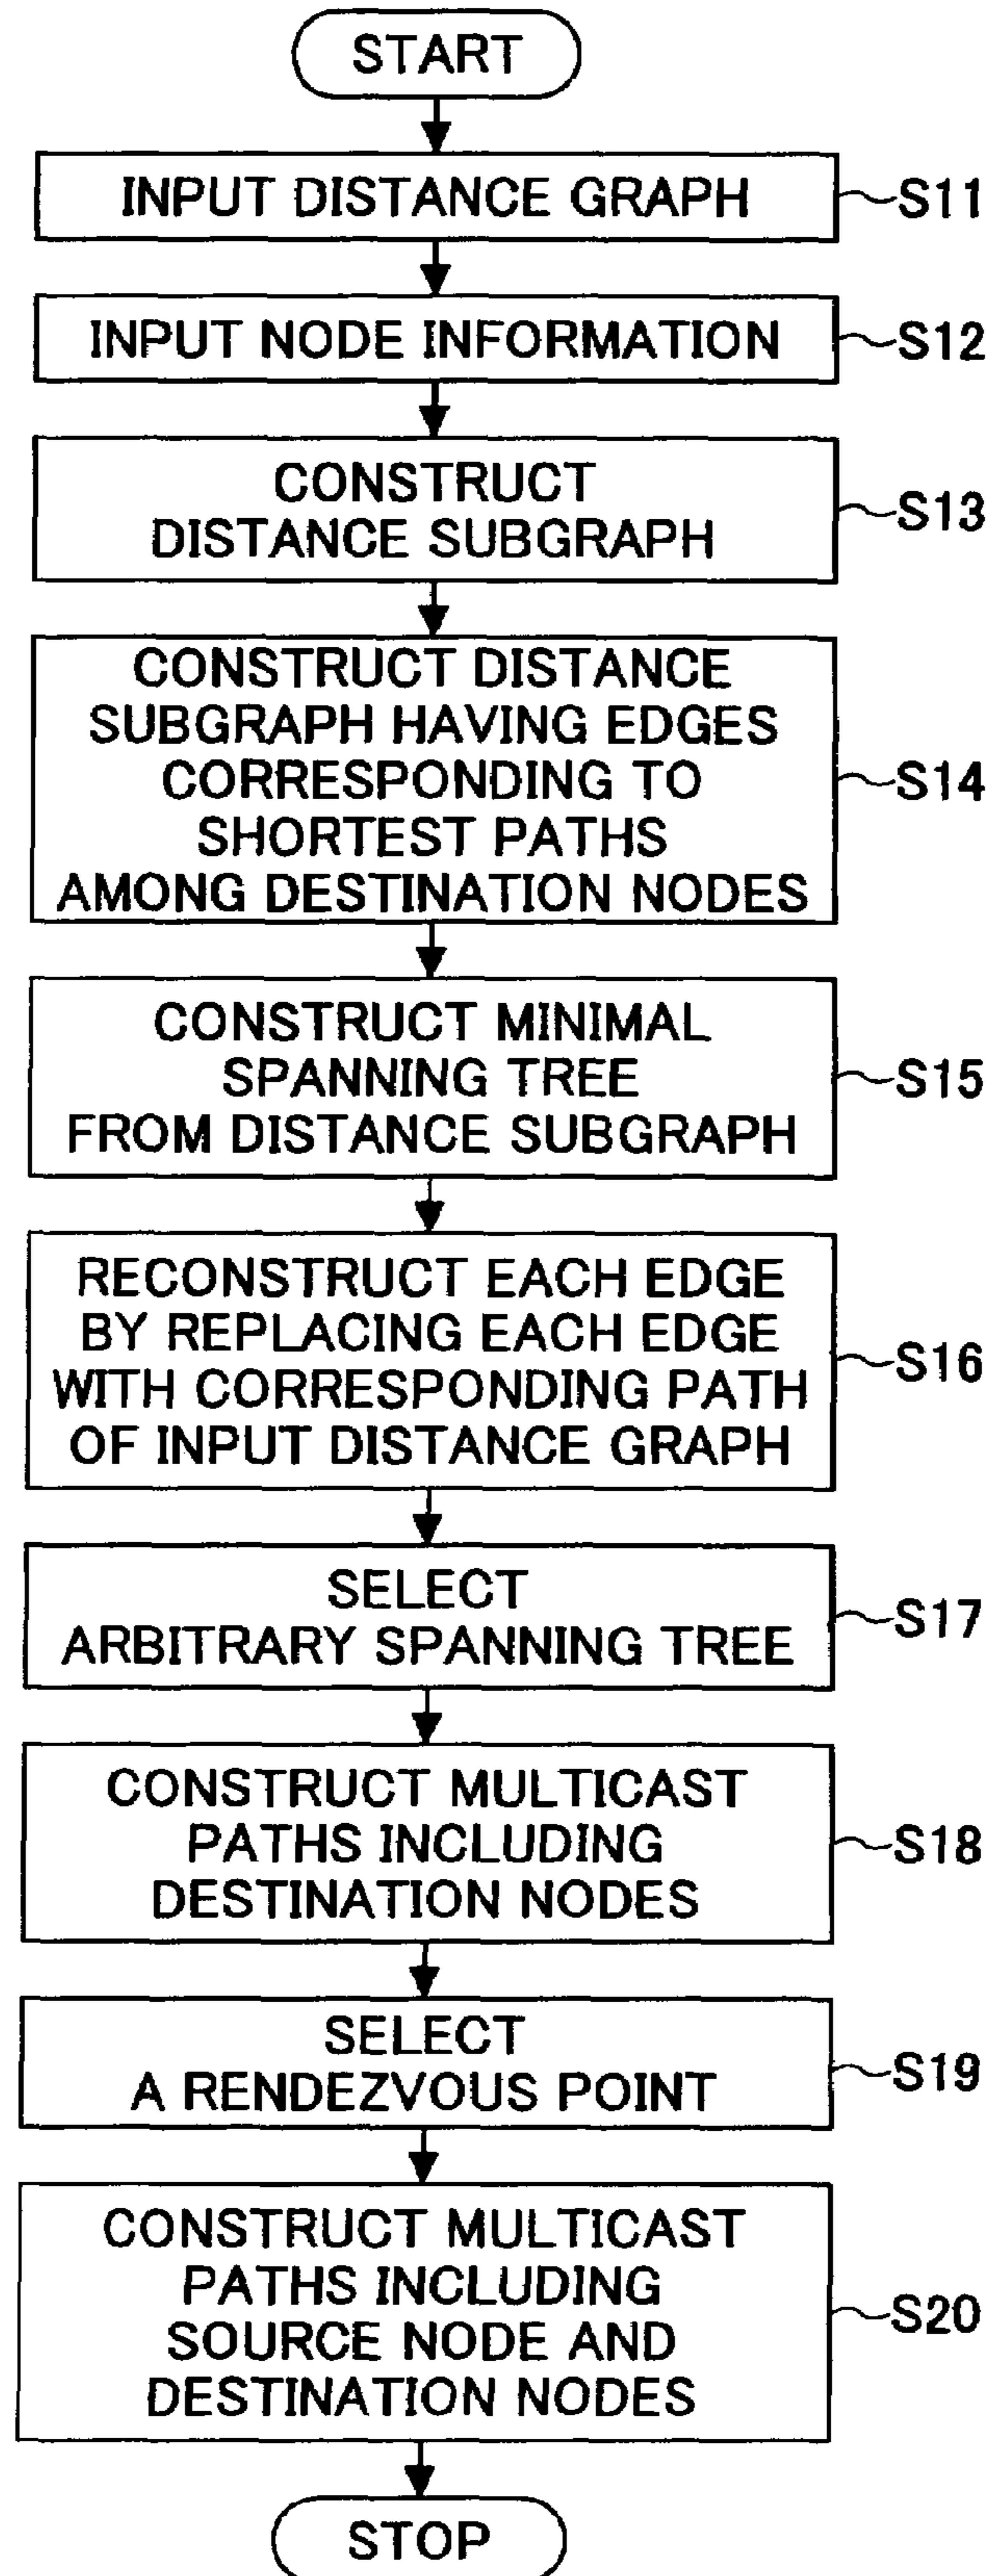 START
INPUT DISTANCE GRAPH
S11
INPUT NODE INFORMATION
S12
CONSTRUCT
DISTANCE SUBGRAPH
S13
CONSTRUCT DISTANCE
SUBGRAPH HAVING EDGES
CORRESPONDING TO
SHORTEST PATHS
AMONG DESTINATION NODES
S14
CONSTRUCT MINIMAL
SPANNING TREE
FROM DISTANCE SUBGRAPH
S15
RECONSTRUCT EACH EDGE
BY REPLACING EACH EDGE
WITH CORRESPONDING PATH
OF INPUT DISTANCE GRAPH
S16
SELECT
ARBITRARY SPANNING TREE
S17
CONSTRUCT MULTICAST
PATHS INCLUDING
DESTINATION NODES
S18
SELECT
A RENDEZVOUS POINT
S19
CONSTRUCT MULTICAST
PATHS INCLUDING
SOURCE NODE AND
DESTINATION NODES
S20
STOP